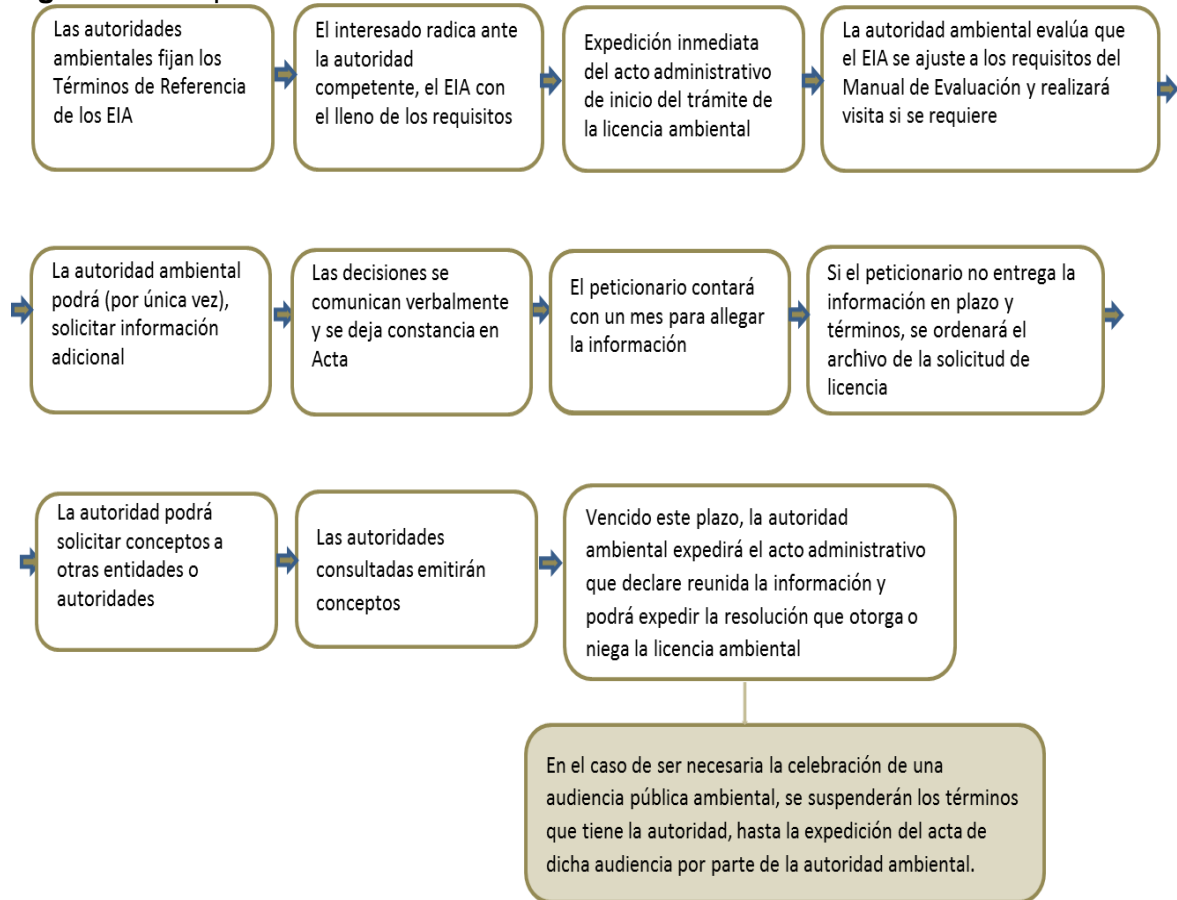 Las autoridades
ambientales fijan los
Términos de Referencia
de los EIA
El interesado radica ante
la autoridad
competente, el EIA con
el lleno de los requisitos
Expedición inmediata
del acto administrativo
de inicio del trámite de
la licencia ambiental
La autoridad ambiental evalúa que
el EIA se ajuste a los requisitos del
Manual de Evaluación y realizará
visita si se requiere
La autoridad ambiental
podrá (por única vez),
solicitar información
adicional
Las decisiones se
comunican verbalmente
y se deja constancia en
Acta
El peticionario contará
con un mes para allegar
la información
Si el peticionario no entrega la
información en plazo y
términos, se ordenará el
archivo de la solicitud de
licencia
La autoridad podrá
solicitar conceptos a
otras entidades o
autoridades
Las autoridades
consultadas emitirán
conceptos
Vencido este plazo, la autoridad
ambiental expedirá el acto administrativo
que declare reunida la información y
podrá expedir la resolución que otorga o
niega la licencia ambiental
En el caso de ser necesaria la celebración de una
audiencia pública ambiental, se suspenderán los términos
que tiene la autoridad, hasta la expedición del acta de
dicha audiencia por parte de la autoridad ambiental.